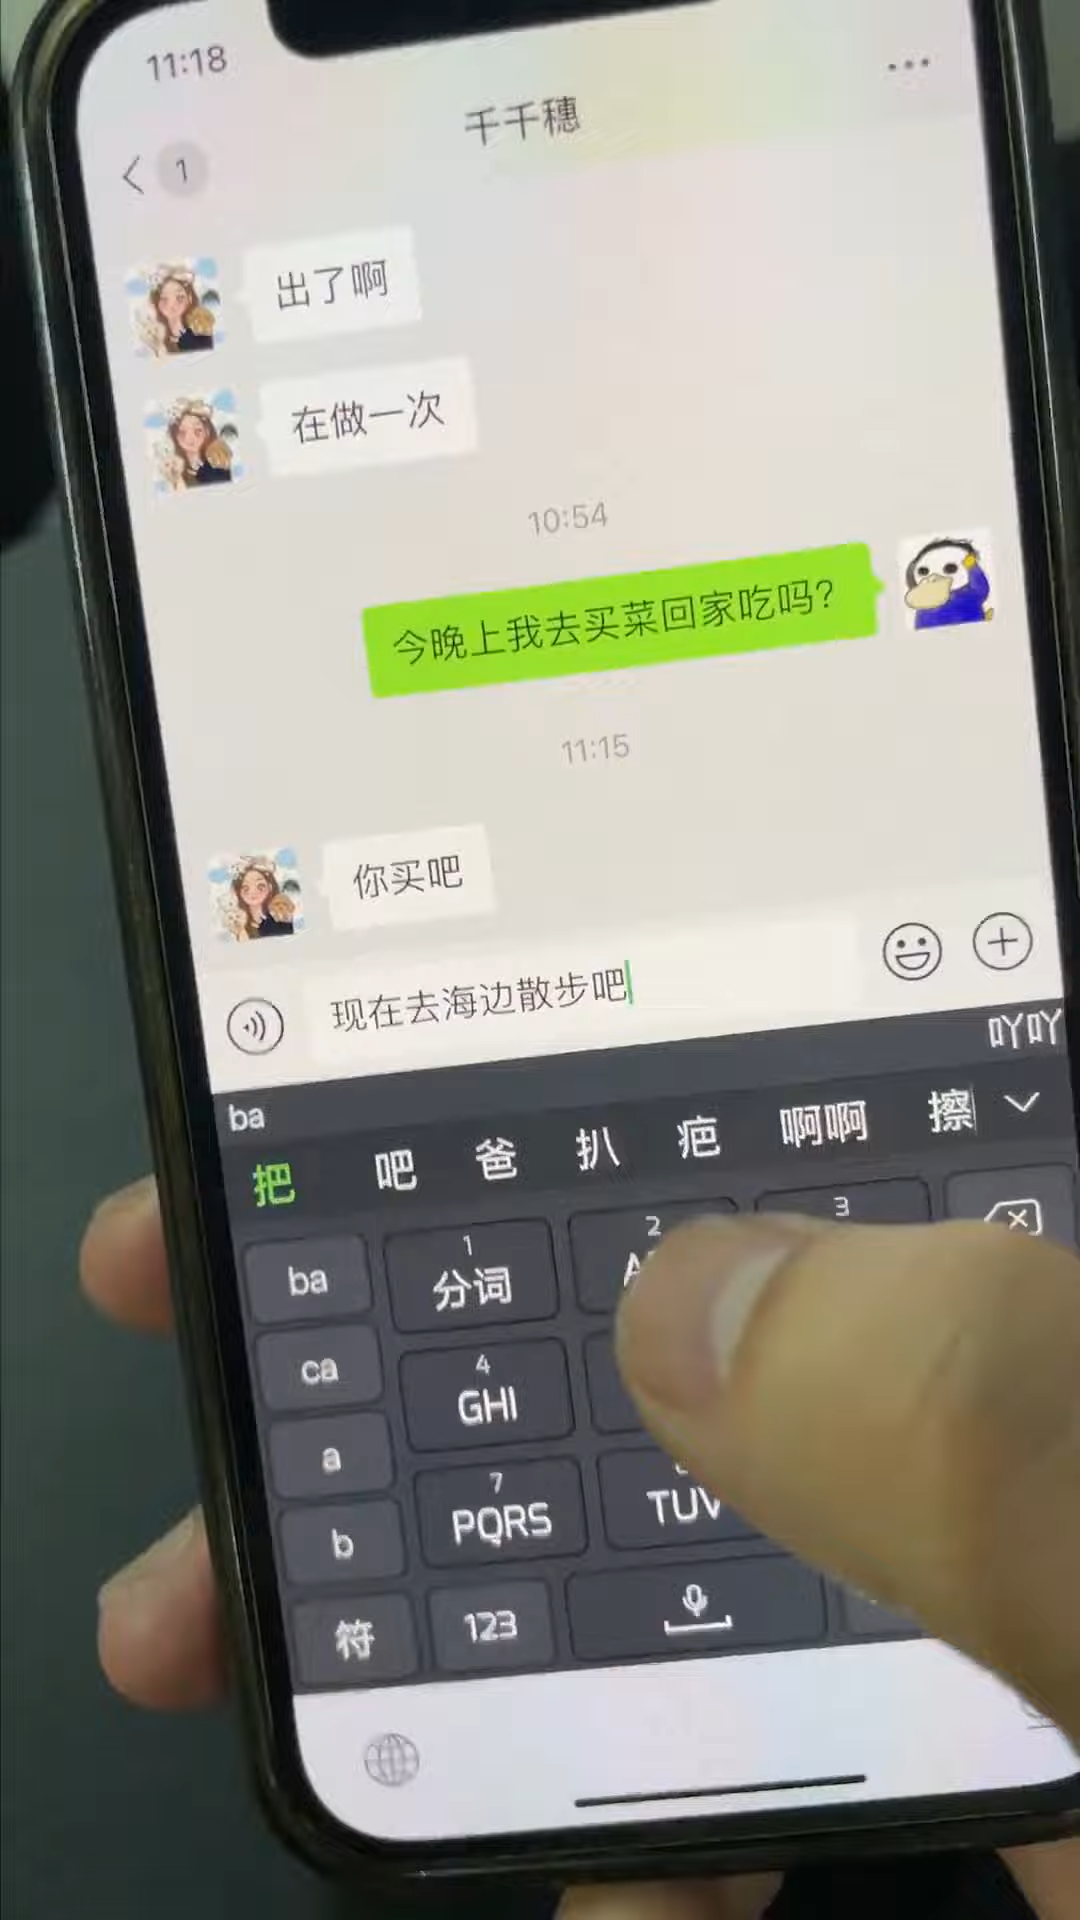 11:18
千千穗
1
出了啊
在做一次
10:54
今晚上我去买菜回家吃吗?
11:15
你买吧
现在去海边散步吧
吖吖
ba
把 吧 爸 扒 疤 啊啊 擦
ba 1 分词 2 3
ca 4 GHI
a
b 7 PQRS TUV
符 123